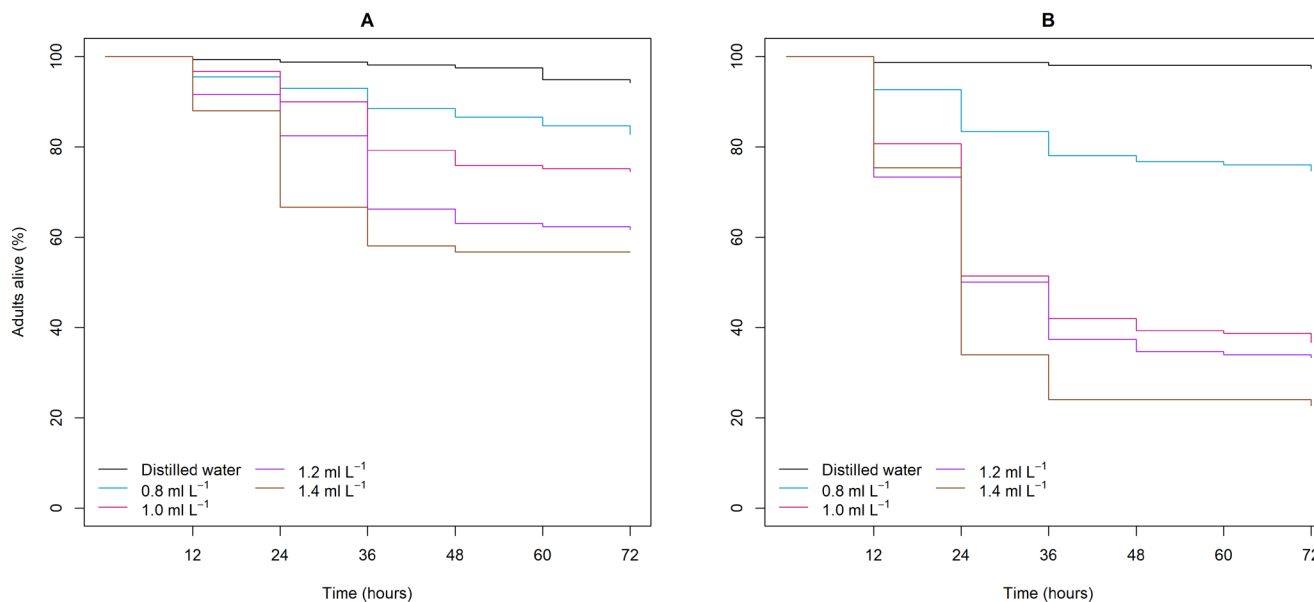 A
Adults alive (%)
100
80
60
40
20
0
Distilled water
0.8 ml L⁻¹
1.0 ml L⁻¹
1.2 ml L⁻¹
1.4 ml L⁻¹
12 24 36 48 60 72
Time (hours)
B
100
80
60
40
20
0
Distilled water
0.8 ml L⁻¹
1.0 ml L⁻¹
1.2 ml L⁻¹
1.4 ml L⁻¹
12 24 36 48 60 72
Time (hours)